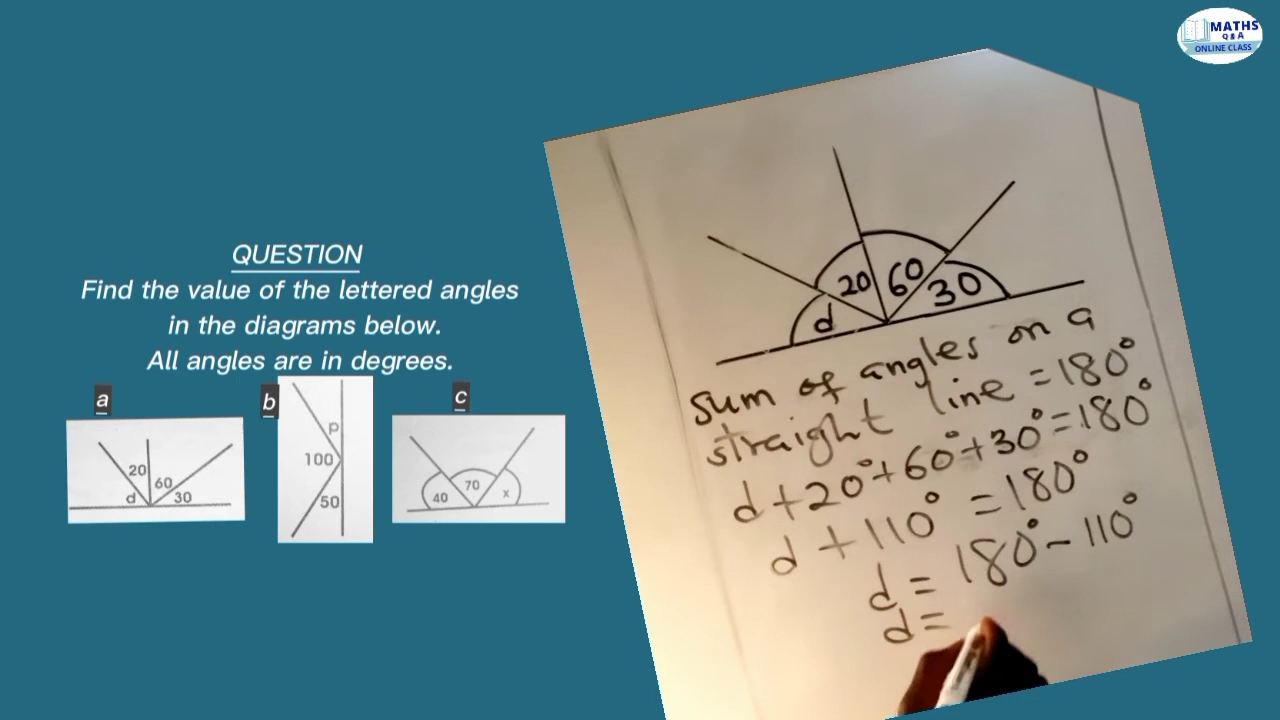 MATHS
Q & A
ONLINE CLASS
QUESTION
Find the value of the lettered angles
in the diagrams below.
All angles are in degrees.
a
20
60
d
30
b
P
100
50
c
70
40
x
20
60
30
d
sum of angles on a
straight line = 180°
d+20°+60°+30°=180°
d + 110° = 180°
d = 180° - 110°
d =